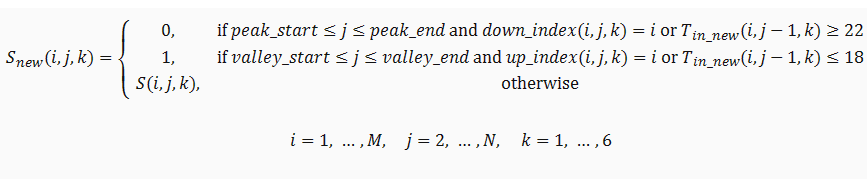 0, if peak_start ≤ j ≤ peak_end and down_index(i, j, k) = i or T_in_new(i, j − 1, k) ≥ 22
S_new(i, j, k) = { 1, if valley_start ≤ j ≤ valley_end and up_index(i, j, k) = i or T_in_new(i, j − 1, k) ≤ 18
S(i, j, k), otherwise
i = 1, … , M, j = 2, … , N, k = 1, … , 6